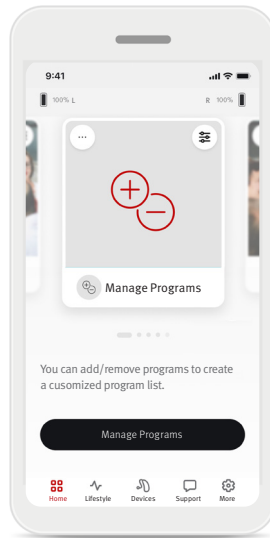 9:41
100% L
R 100%
...
Manage Programs
You can add/remove programs to create
a cusomized program list.
Manage Programs
Home Lifestyle Devices Support More